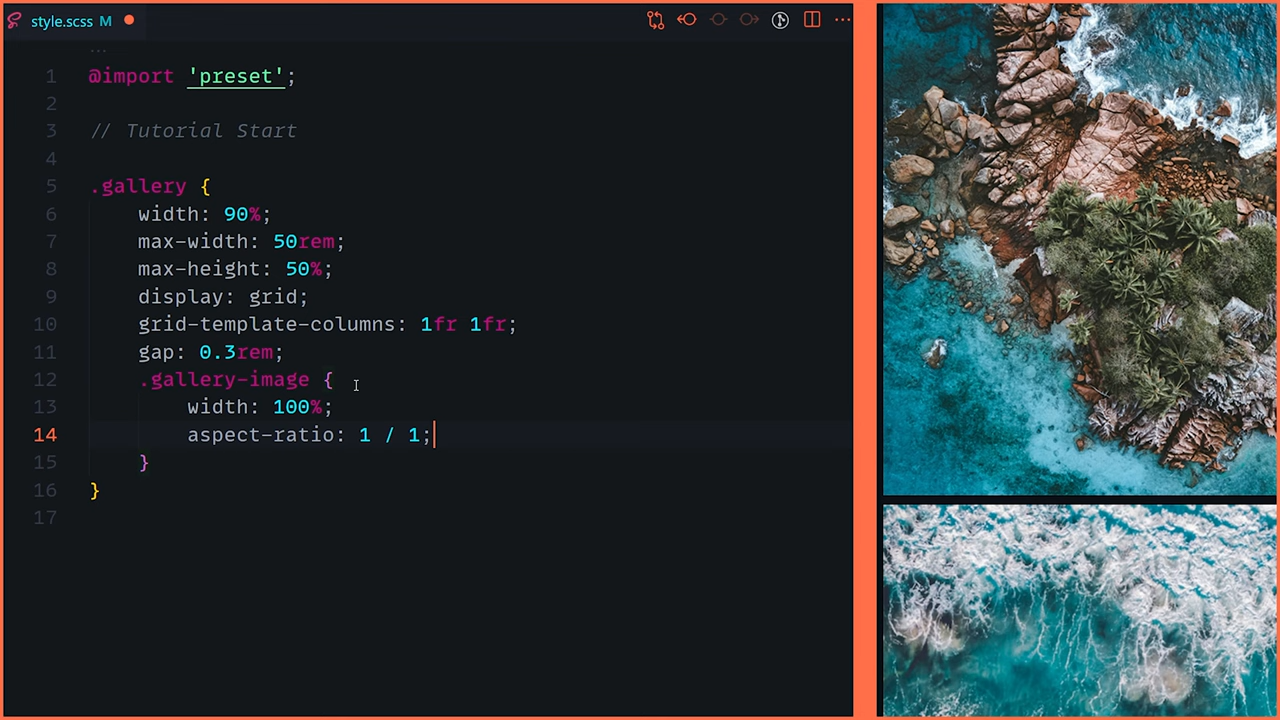 style.scss M
...
1 @import 'preset';
2
3 // Tutorial Start
4
5 .gallery {
6 width: 90%;
7 max-width: 50rem;
8 max-height: 50%;
9 display: grid;
10 grid-template-columns: 1fr 1fr;
11 gap: 0.3rem;
12 .gallery-image {
13 width: 100%;
14 aspect-ratio: 1 / 1;
15 }
16 }
17